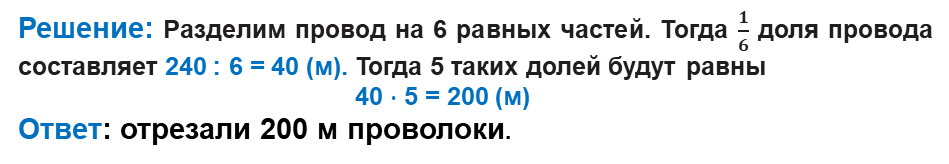 Решение: Разделим провод на 6 равных частей. Тогда 1/6 доля провода
составляет 240 : 6 = 40 (м). Тогда 5 таких долей будут равны
40 · 5 = 200 (м)
Ответ: отрезали 200 м проволоки.